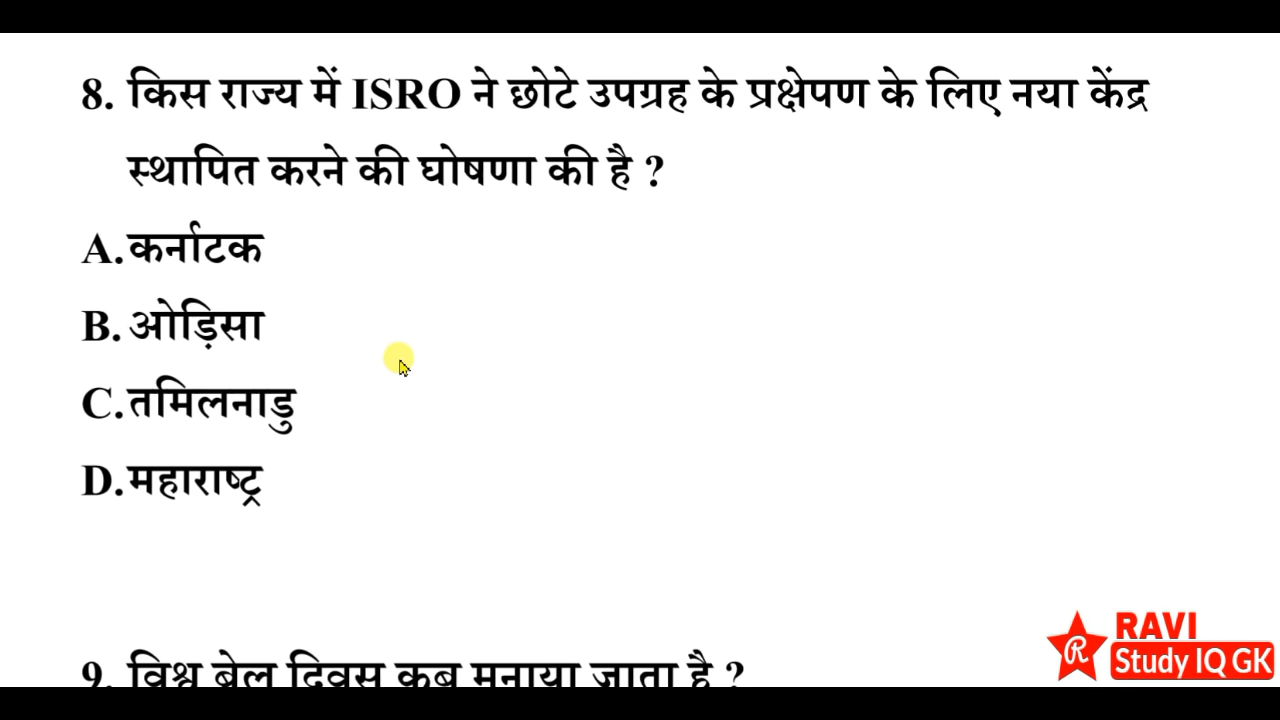 8. किस राज्य में ISRO ने छोटे उपग्रह के प्रक्षेपण के लिए नया केंद्र
स्थापित करने की घोषणा की है ?
A. कर्नाटक
B. ओड़िसा
C. तमिलनाडु
D. महाराष्ट्र
9. विश्व ब्रेल दिवस कब मनाया जाता है ?
R
RAVI
Study IQ GK